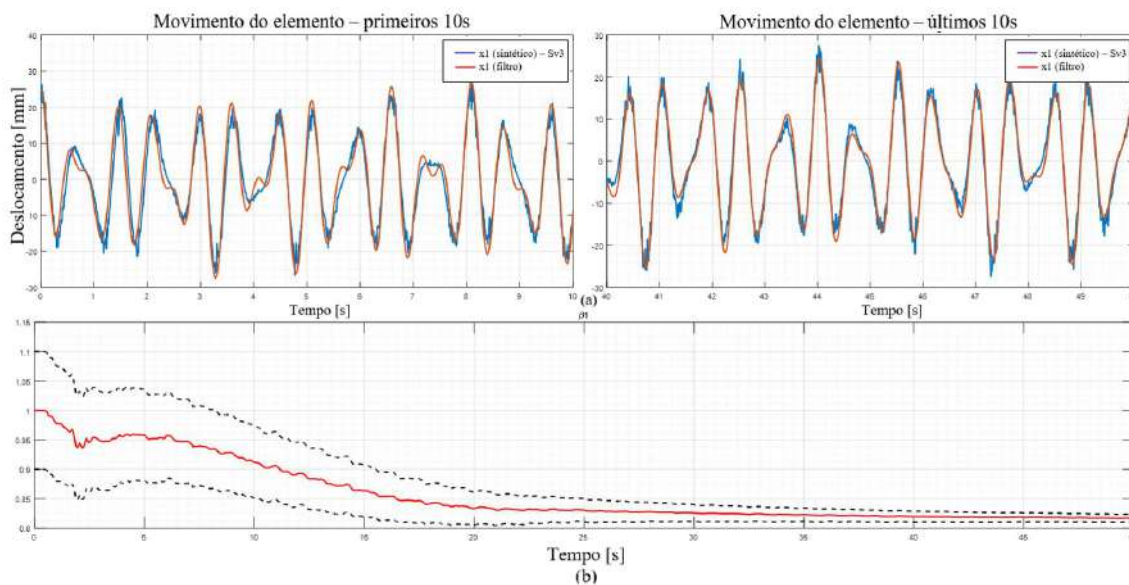 Movimento do elemento – primeiros 10s
Movimento do elemento – últimos 10s
x1 (sintético) – Sv3
x1 (filtro)
x1 (sintético) – Sv3
x1 (filtro)
Deslocamento [mm]
40
30
20
10
0
-10
-20
-30
0 1 2 3 4 5 6 7 8 9 10
30
20
10
0
-10
-20
-30
40 41 42 43 44 45 46 47 48 49
Tempo [s]
Tempo [s]
(a)
1.15
1.1
1.05
1
0.95
0.9
0.85
0.8
0 5 10 15 20 25 30 35 40 45
Tempo [s]
(b)